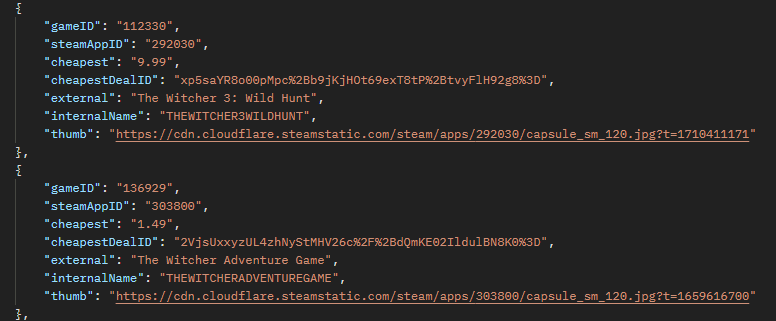 {
"gameID": "112330",
"steamAppID": "292030",
"cheapest": "9.99",
"cheapestDealID": "xp5saYR8o00pMpc%2Bb9jKjHOt69exT8tP%2BtvyFlH92g8%3D",
"external": "The Witcher 3: Wild Hunt",
"internalName": "THEWITCHER3WILDHUNT",
"thumb": "https://cdn.cloudflare.steamstatic.com/steam/apps/292030/capsule_sm_120.jpg?t=1710411171"
},
{
"gameID": "136929",
"steamAppID": "303800",
"cheapest": "1.49",
"cheapestDealID": "2VjsUxxyzUL4zhNyStMHV26c%2F%2BdQmKE02IldulBN8K0%3D",
"external": "The Witcher Adventure Game",
"internalName": "THEWITCHERADVENTUREGAME",
"thumb": "https://cdn.cloudflare.steamstatic.com/steam/apps/303800/capsule_sm_120.jpg?t=1659616700"
},